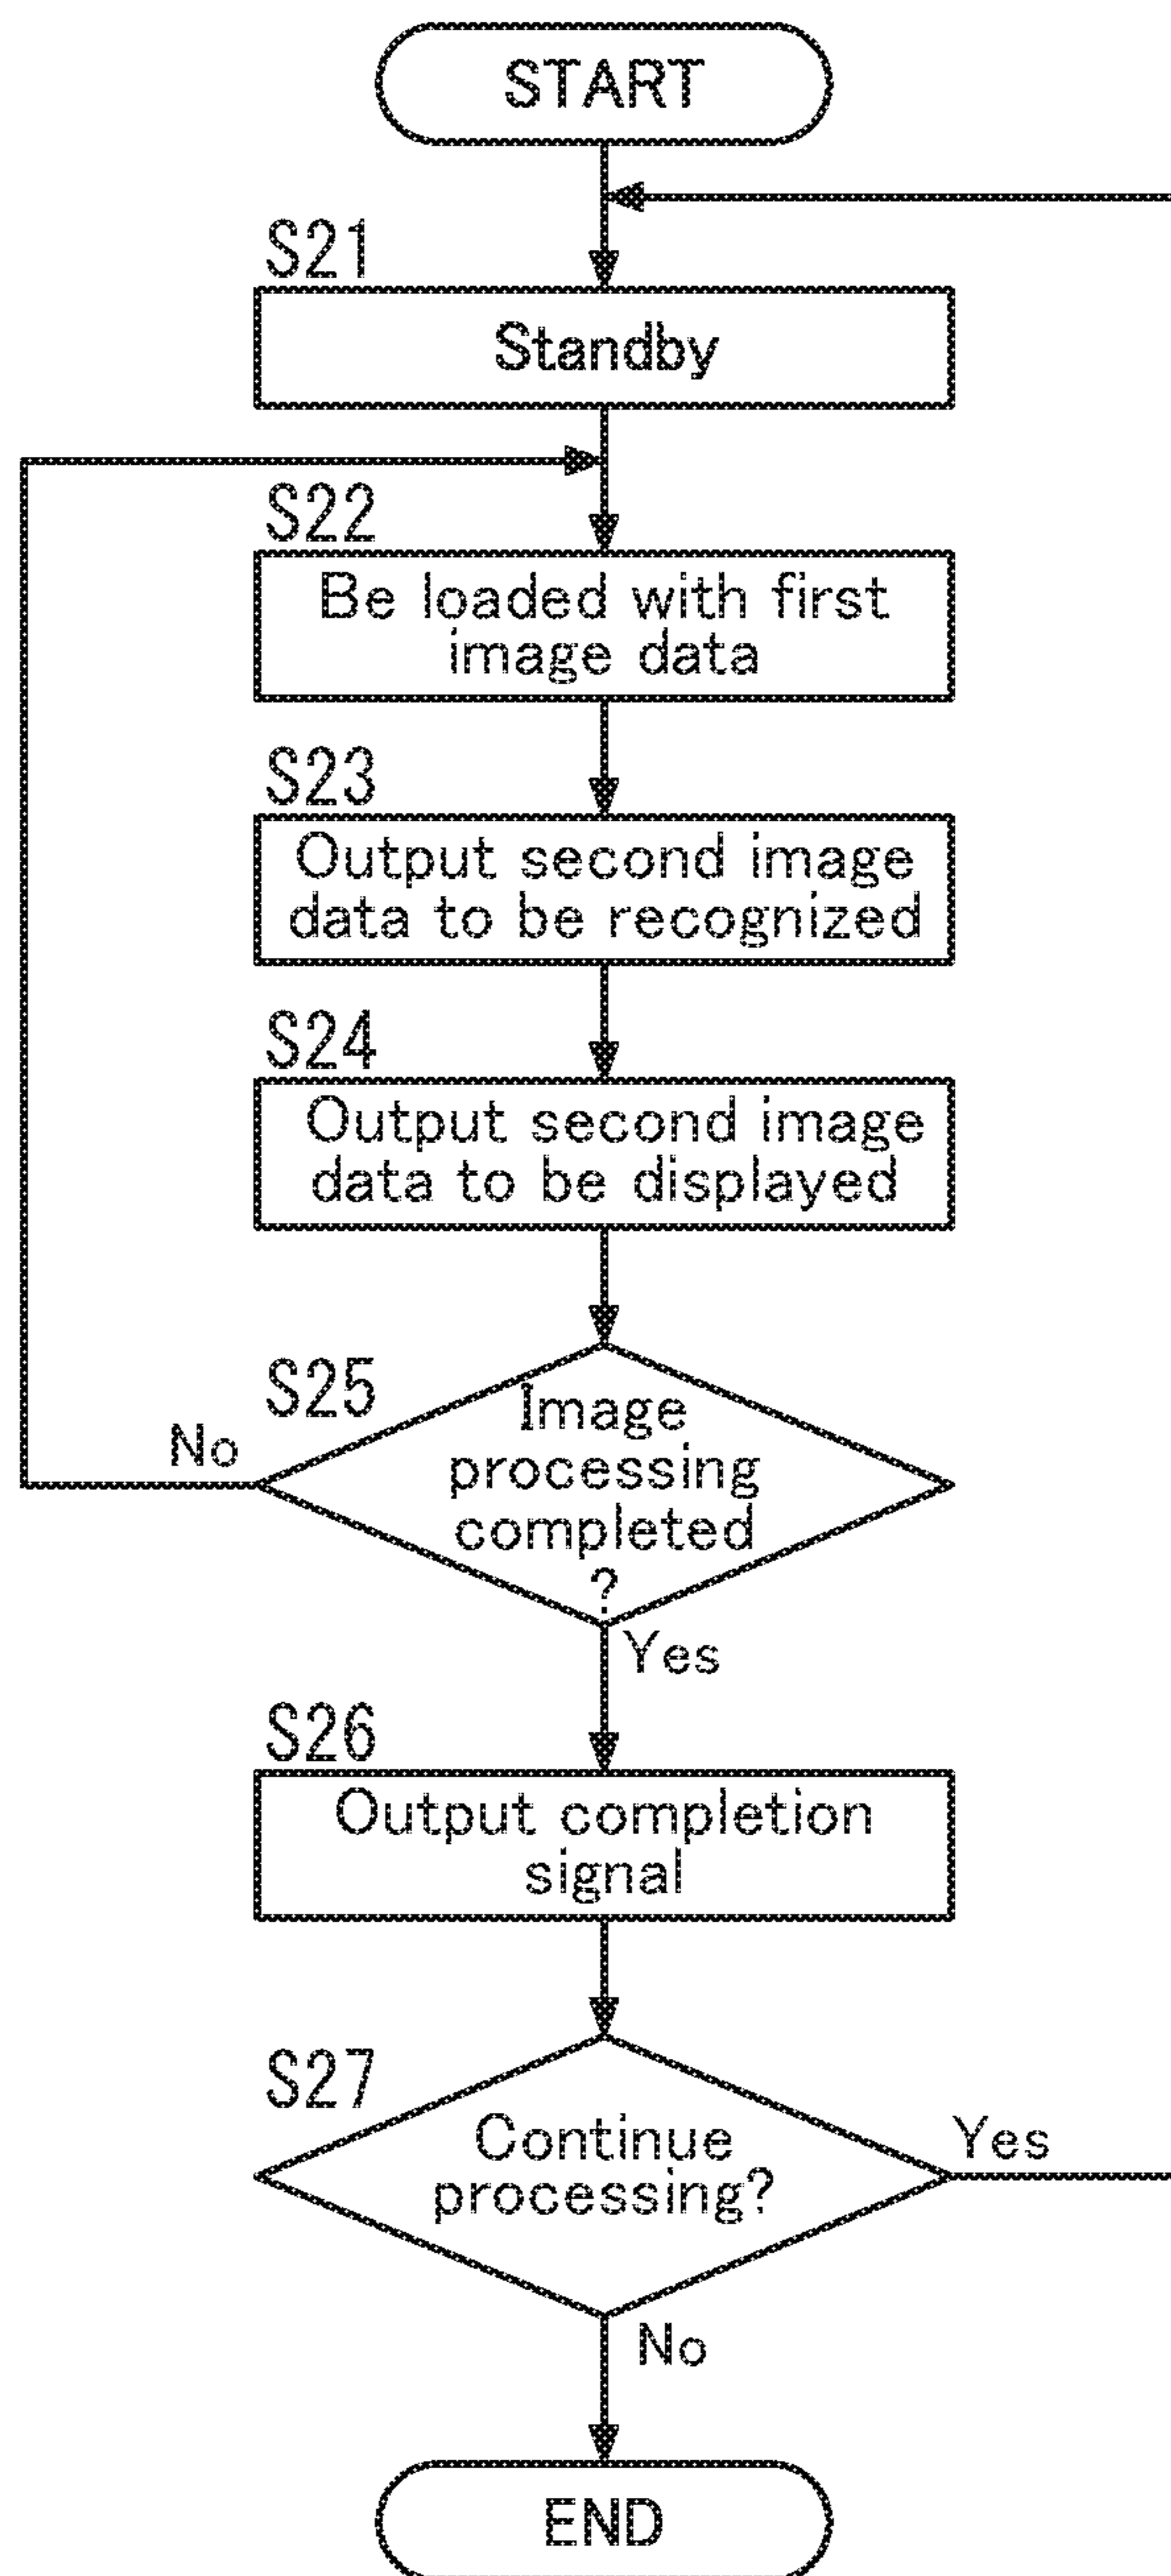 START
S21
Standby
S22
Be loaded with first
image data
S23
Output second image
data to be recognized
S24
Output second image
data to be displayed
S25
No
Image
processing
completed
?
Yes
S26
Output completion
signal
S27
Continue
processing?
Yes
No
END